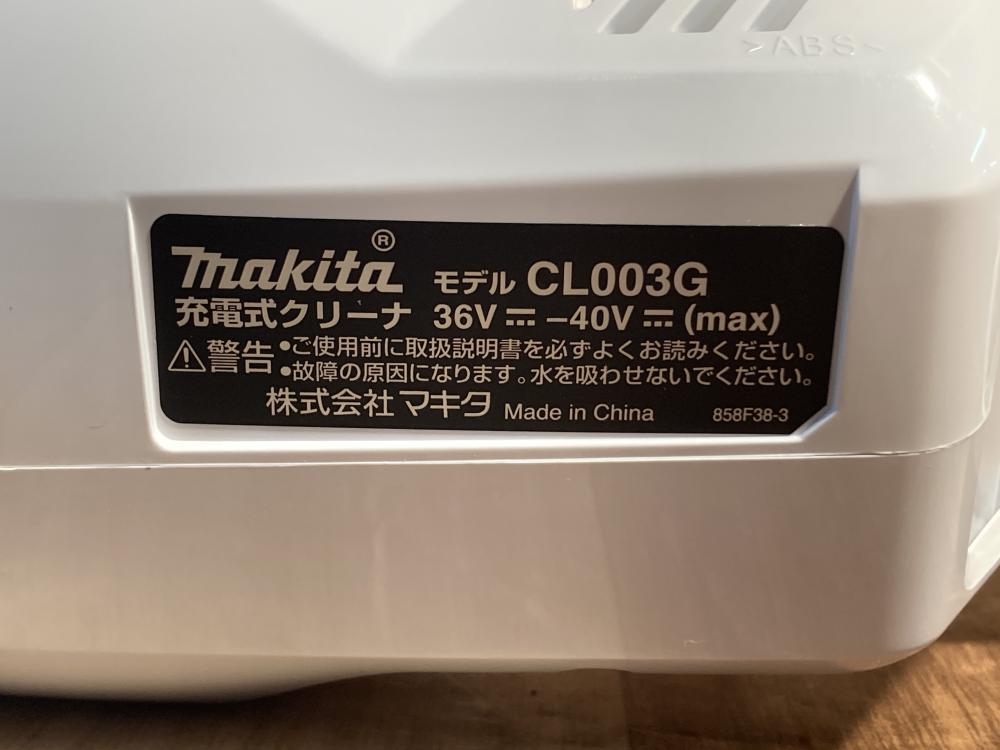 >ABS<
makita® モデル CL003G
充電式クリーナ 36V⎓–40V⎓(max)
⚠警告 •ご使用前に取扱説明書を必ずよくお読みください。
•故障の原因になります。水を吸わせないでください。
株式会社マキタ Made in China 858F38-3